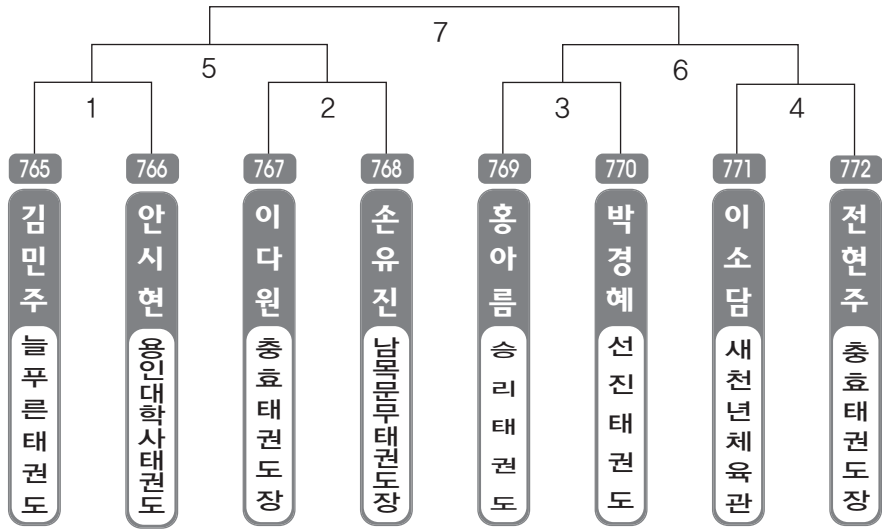 7
5
6
1
2
3
4
765
766
767
768
769
770
771
772
김민주
늘푸른태권도
안시현
용인대학사태권도
이다원
충효태권도장
손유진
남목문무태권도장
홍아름
승리태권도
박경혜
선진태권도
이소담
새천년체육관
전현주
충효태권도장